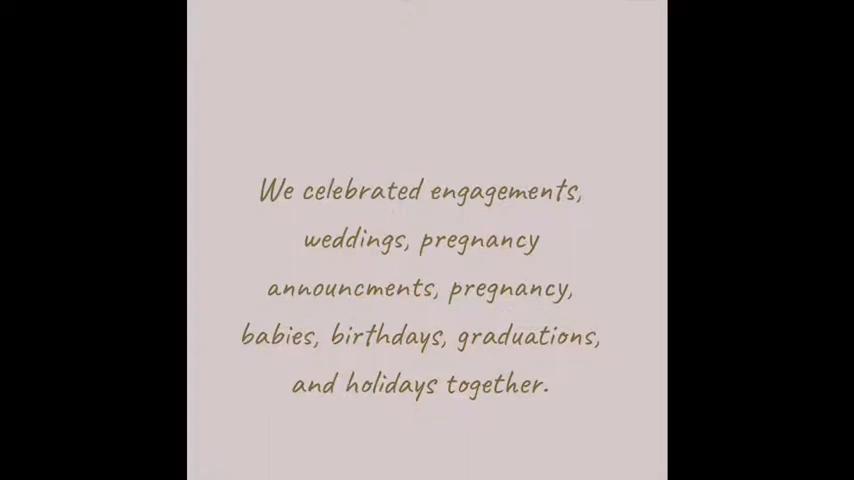 We celebrated engagements,
weddings, pregnancy
announcments, pregnancy,
babies, birthdays, graduations,
and holidays together.